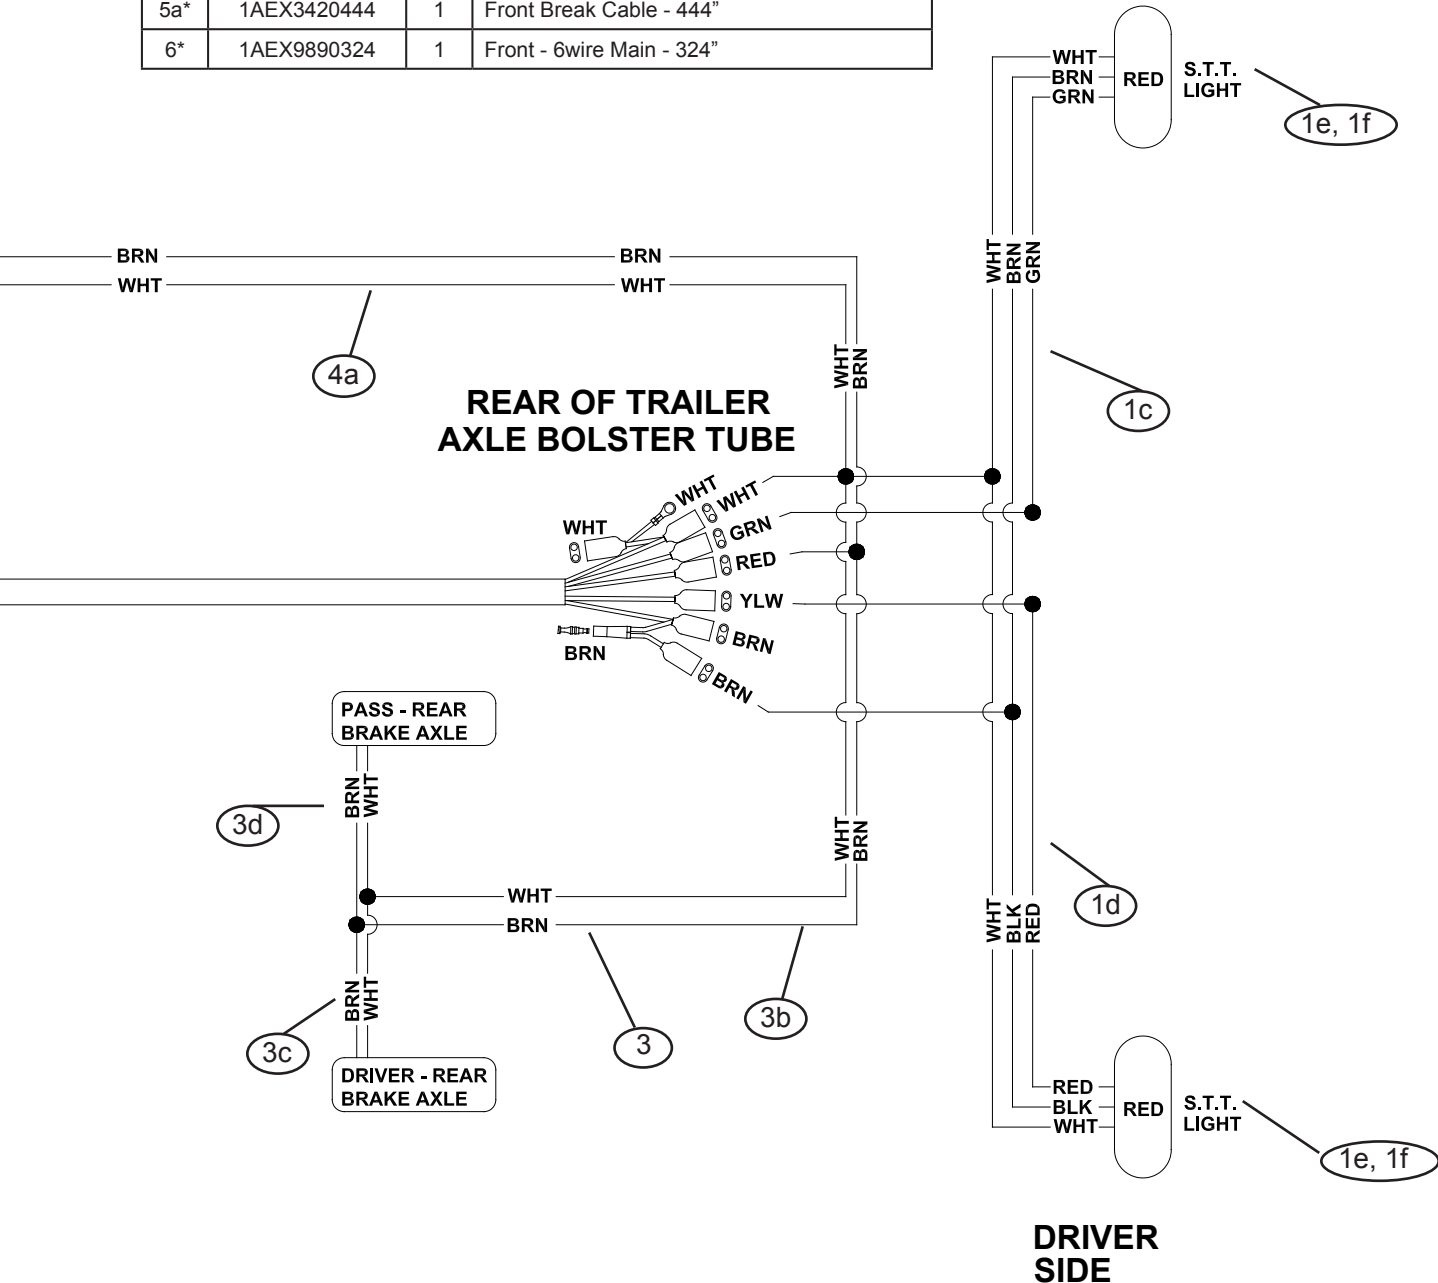 5a* 1AEX3420444 1 Front Break Cable - 444”
6* 1AEX9890324 1 Front - 6wire Main - 324”
WHT
BRN
GRN
RED
S.T.T.
LIGHT
1e, 1f
BRN BRN
WHT WHT
WHT
BRN
GRN
4a
WHT
BRN
1c
REAR OF TRAILER
AXLE BOLSTER TUBE
WHT
WHT
WHT
GRN
RED
YLW
BRN
BRN
BRN
PASS - REAR
BRAKE AXLE
BRN
WHT
3d
WHT
BRN
WHT
BRN
1d
WHT
BLK
RED
BRN
WHT
3c
3
3b
DRIVER - REAR
BRAKE AXLE
RED
BLK
WHT
RED
S.T.T.
LIGHT
1e, 1f
DRIVER
SIDE